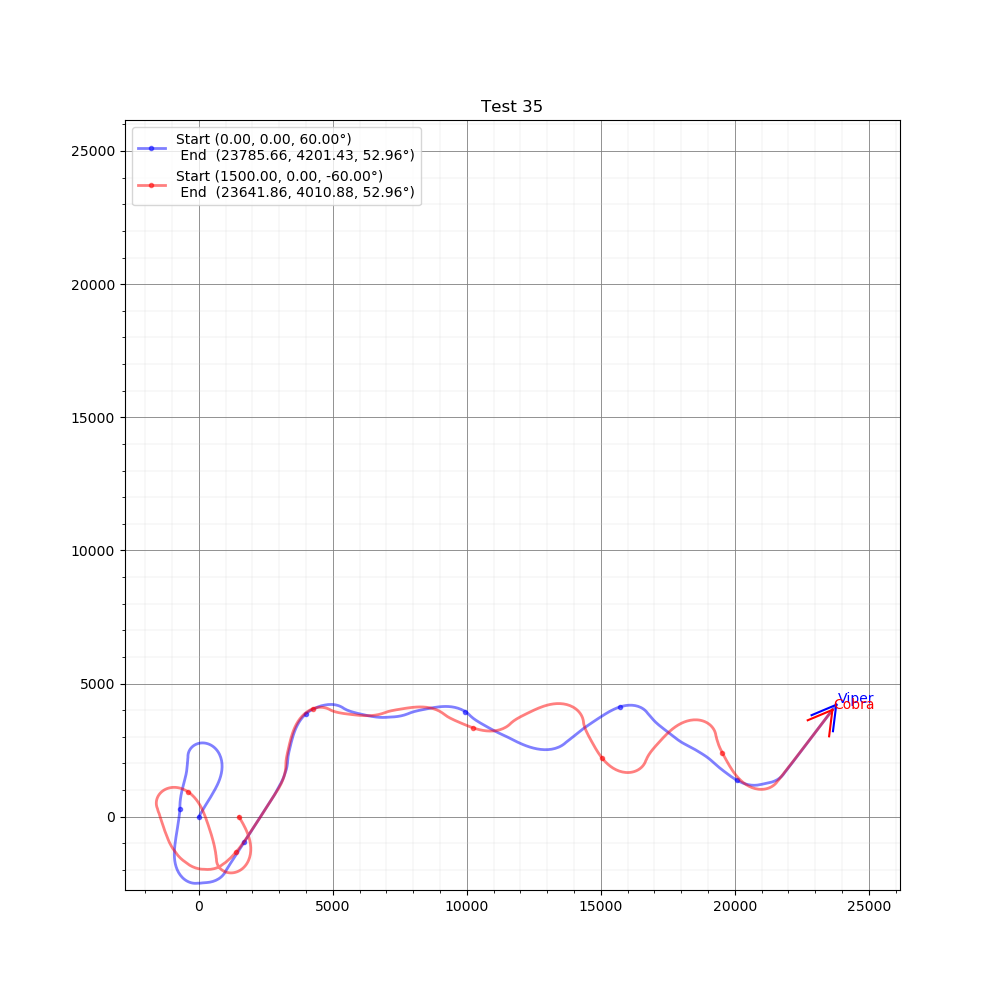 Test 35
Start (0.00, 0.00, 60.00°)
End (23785.66, 4201.43, 52.96°)
Start (1500.00, 0.00, -60.00°)
End (23641.86, 4010.88, 52.96°)
25000
20000
15000
10000
5000
0
Viper
Cobra
0 5000 10000 15000 20000 25000